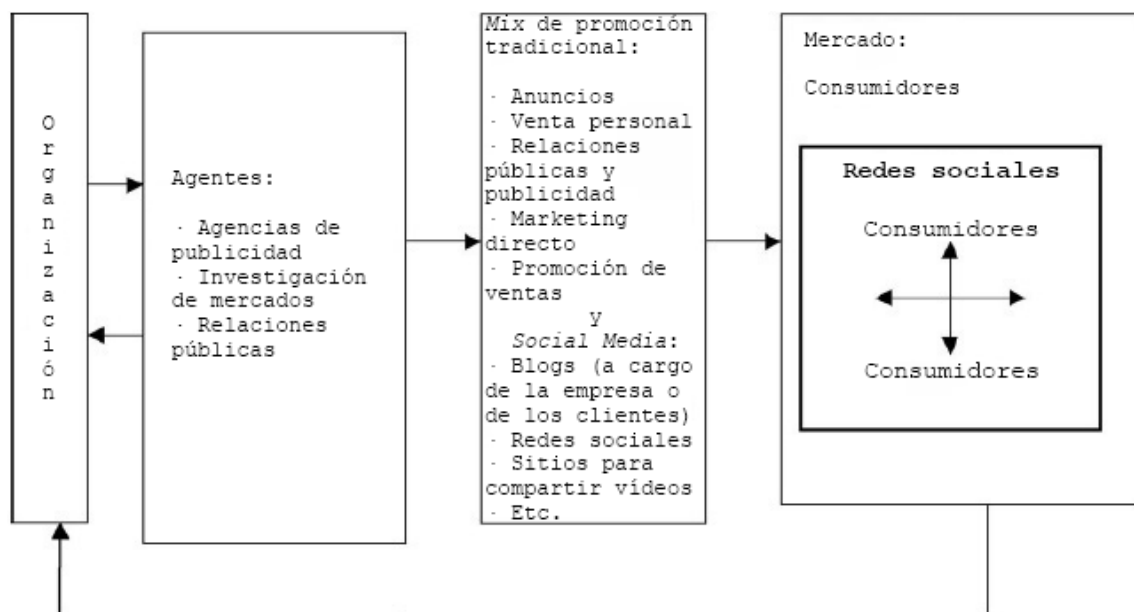 Organización
Agentes:
· Agencias de
publicidad
· Investigación
de mercados
· Relaciones
públicas
Mix de promoción
tradicional:
· Anuncios
· Venta personal
· Relaciones
públicas y
publicidad
· Marketing
directo
· Promoción de
ventas
y
Social Media:
· Blogs (a cargo
de la empresa o
de los clientes)
· Redes sociales
· Sitios para
compartir vídeos
· Etc.
Mercado:
Consumidores
Redes sociales
Consumidores
Consumidores